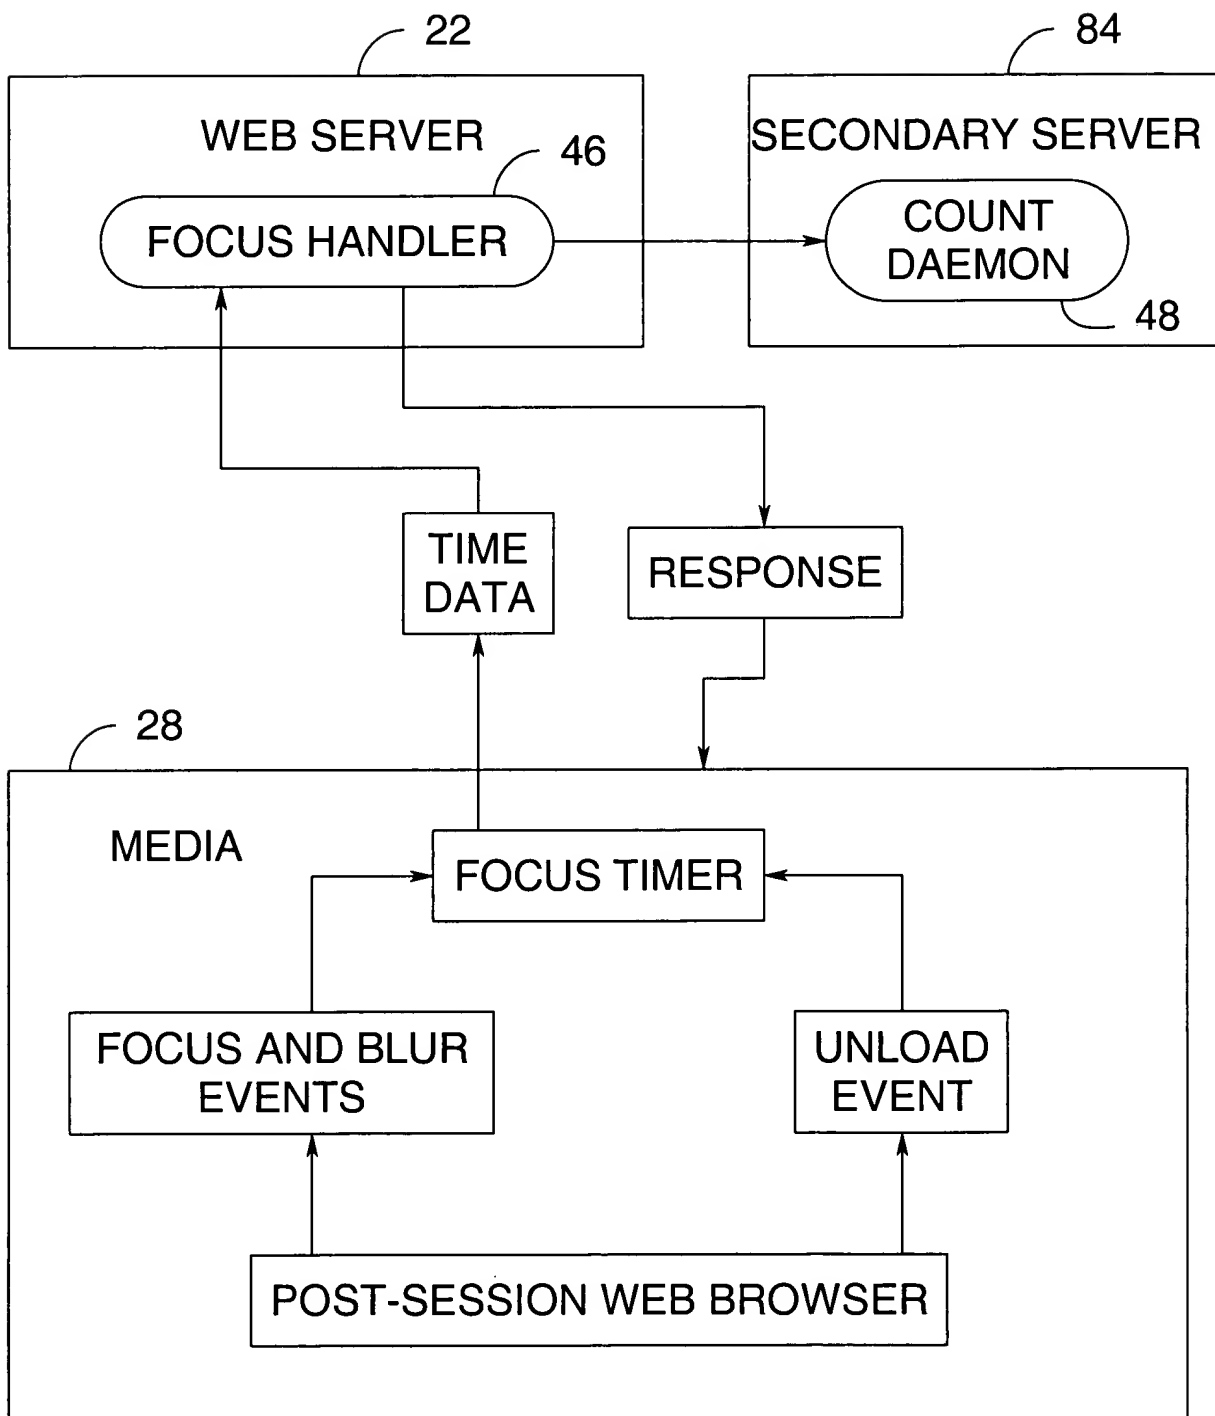 22
84
WEB SERVER
SECONDARY SERVER
46
FOCUS HANDLER
COUNT
DAEMON
48
TIME
DATA
RESPONSE
28
MEDIA
FOCUS TIMER
FOCUS AND BLUR
EVENTS
UNLOAD
EVENT
POST-SESSION WEB BROWSER